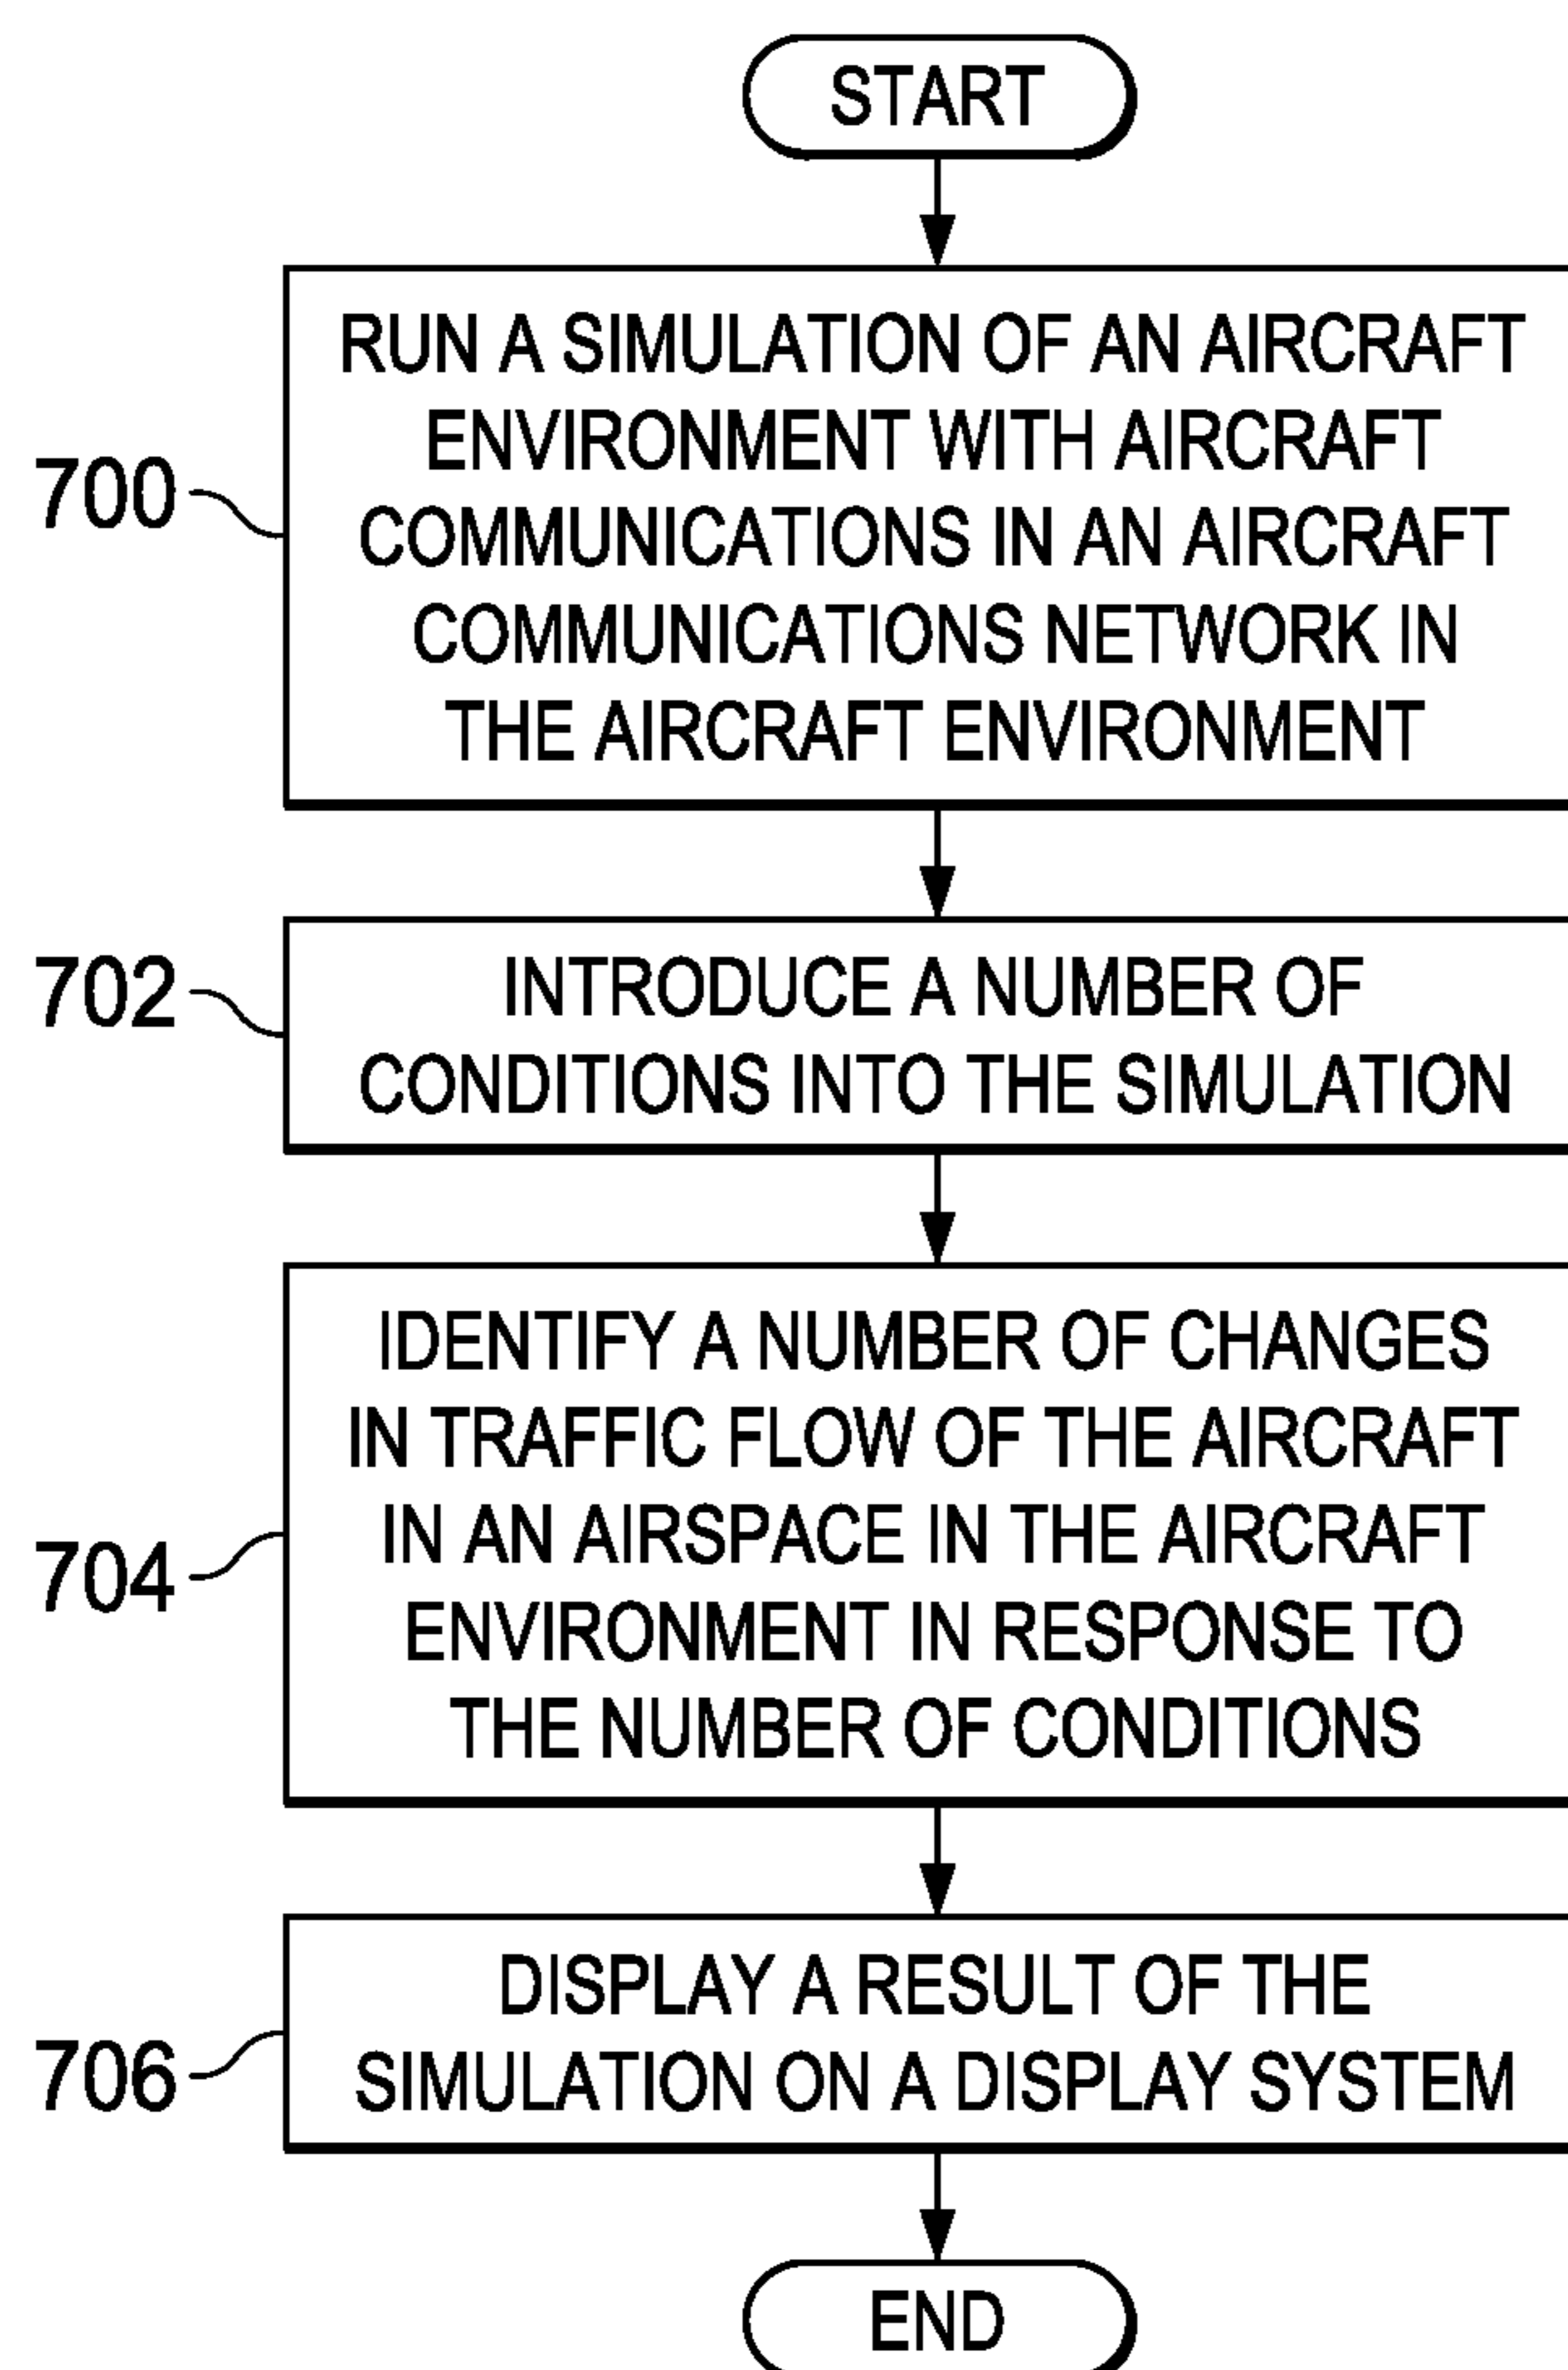 START
RUN A SIMULATION OF AN AIRCRAFT
ENVIRONMENT WITH AIRCRAFT
COMMUNICATIONS IN AN AIRCRAFT
COMMUNICATIONS NETWORK IN
THE AIRCRAFT ENVIRONMENT
700
INTRODUCE A NUMBER OF
CONDITIONS INTO THE SIMULATION
702
IDENTIFY A NUMBER OF CHANGES
IN TRAFFIC FLOW OF THE AIRCRAFT
IN AN AIRSPACE IN THE AIRCRAFT
ENVIRONMENT IN RESPONSE TO
THE NUMBER OF CONDITIONS
704
DISPLAY A RESULT OF THE
SIMULATION ON A DISPLAY SYSTEM
706
END